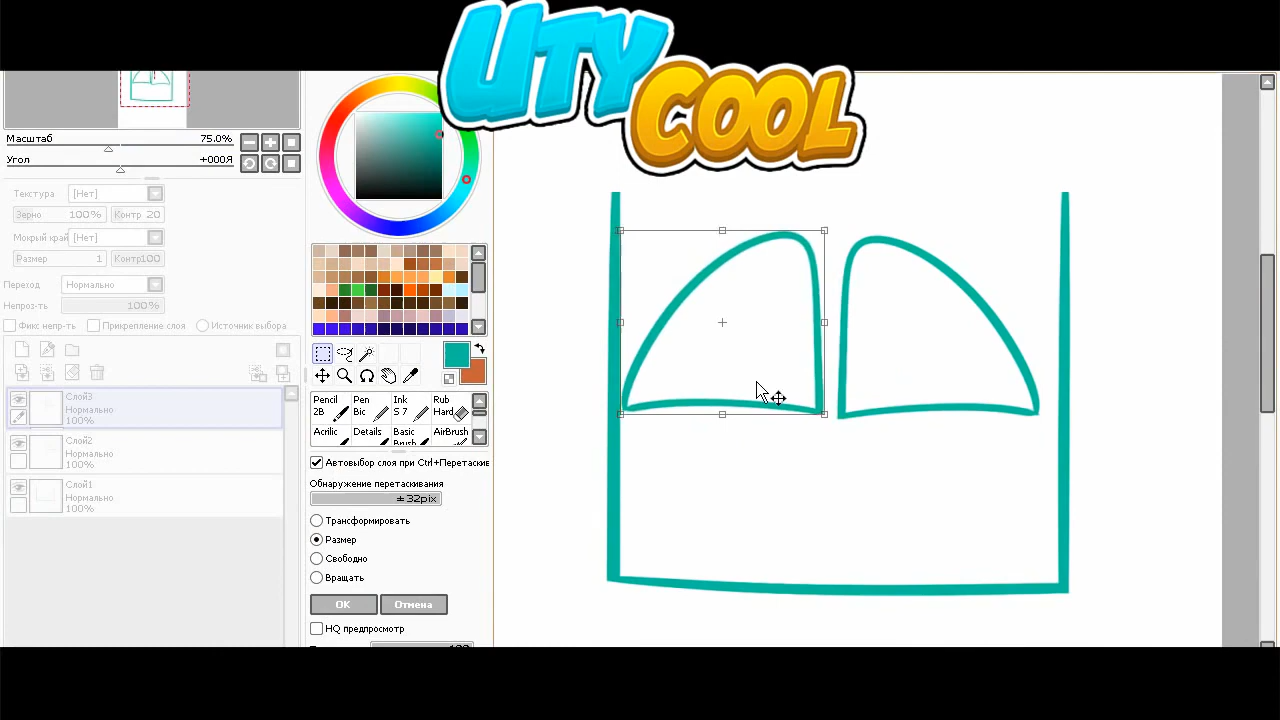 UTY
COOL
Масштаб 75.0%
Угол +000Я
Текстура [Нет]
Зерно 100% Контр 20
Мокрый край [Нет]
Размер 1 Контр100
Переход Нормально
Непроз-ть 100%
Фикс непр-ть Прикрепление слоя Источник выбора
Слой3
Нормально
100%
Слой2
Нормально
100%
Слой1
Нормально
100%
Pencil Pen Ink Rub
2B Bic S 7 Hard
Acrilic Details Basic AirBrush
Brush
Автовыбор слоя при Ctrl+Перетаскив
Обнаружение перетаскивания
± 32pix
Трансформировать
Размер
Свободно
Вращать
OK Отмена
HQ предпросмотр